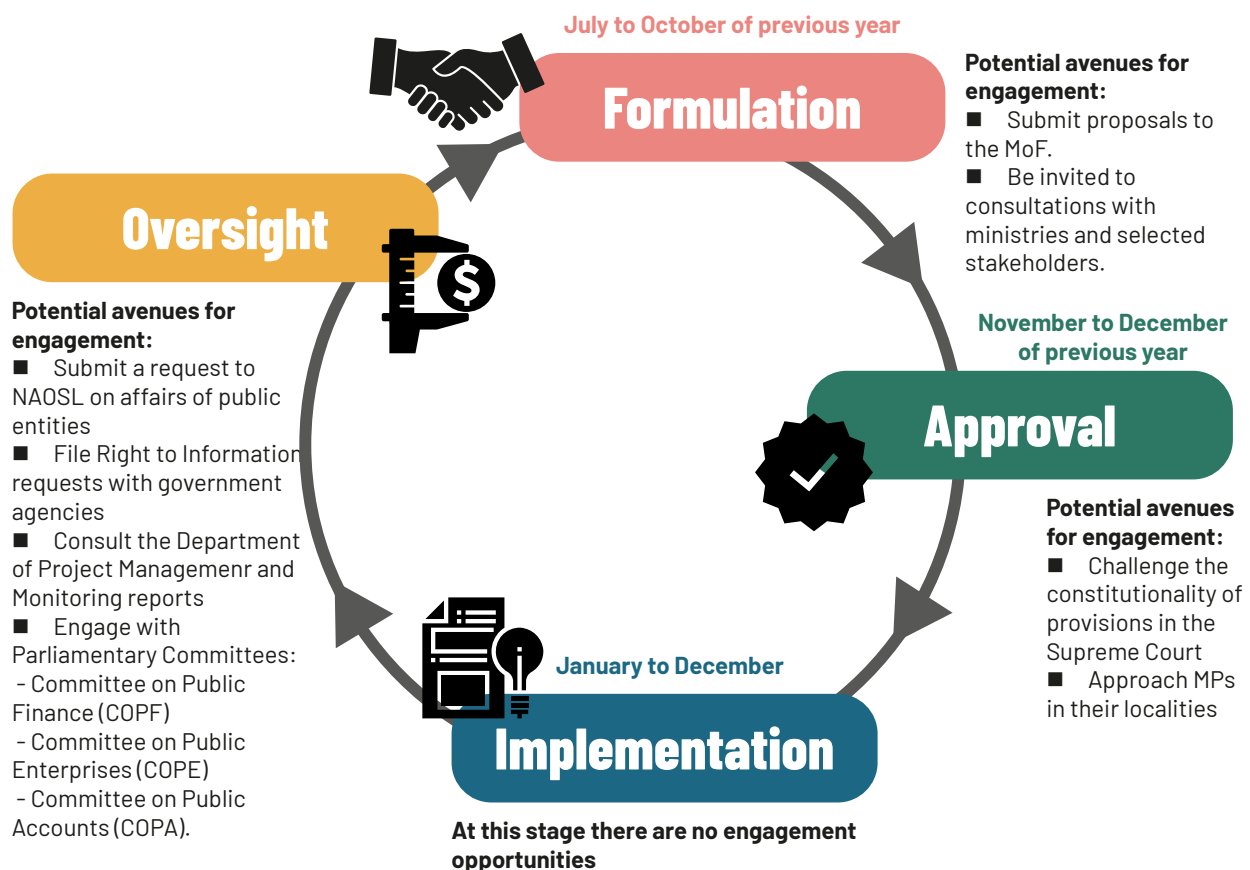 July to October of previous year
Formulation
Potential avenues for
engagement:
■ Submit proposals to
the MoF.
■ Be invited to
consultations with
ministries and selected
stakeholders.
November to December
of previous year
Approval
Potential avenues
for engagement:
■ Challenge the
constitutionality of
provisions in the
Supreme Court
■ Approach MPs
in their localities
January to December
Implementation
At this stage there are no engagement
opportunities
Oversight
$
Potential avenues for
engagement:
■ Submit a request to
NAOSL on affairs of public
entities
■ File Right to Information
requests with government
agencies
■ Consult the Department
of Project Managemenr and
Monitoring reports
■ Engage with
Parliamentary Committees:
- Committee on Public
Finance (COPF)
- Committee on Public
Enterprises (COPE)
- Committee on Public
Accounts (COPA).